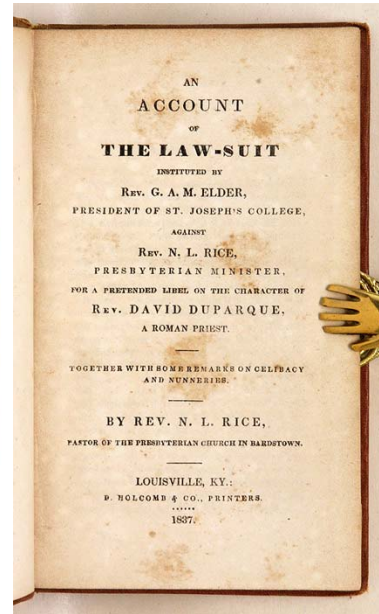 AN
ACCOUNT
OF
THE LAW-SUIT
INSTITUTED BY
REV. G. A. M. ELDER,
PRESIDENT OF ST. JOSEPH'S COLLEGE,
AGAINST
REV. N. L. RICE,
PRESBYTERIAN MINISTER,
FOR A PRETENDED LIBEL ON THE CHARACTER OF
REV. DAVID DUPARQUE,
A ROMAN PRIEST.
TOGETHER WITH SOME REMARKS ON CELIBACY
AND NUNNERIES.
BY REV. N. L. RICE,
PASTOR OF THE PRESBYTERIAN CHURCH IN BARDSTOWN.
LOUISVILLE, KY.:
D. HOLCOMB & CO., PRINTERS.
1837.